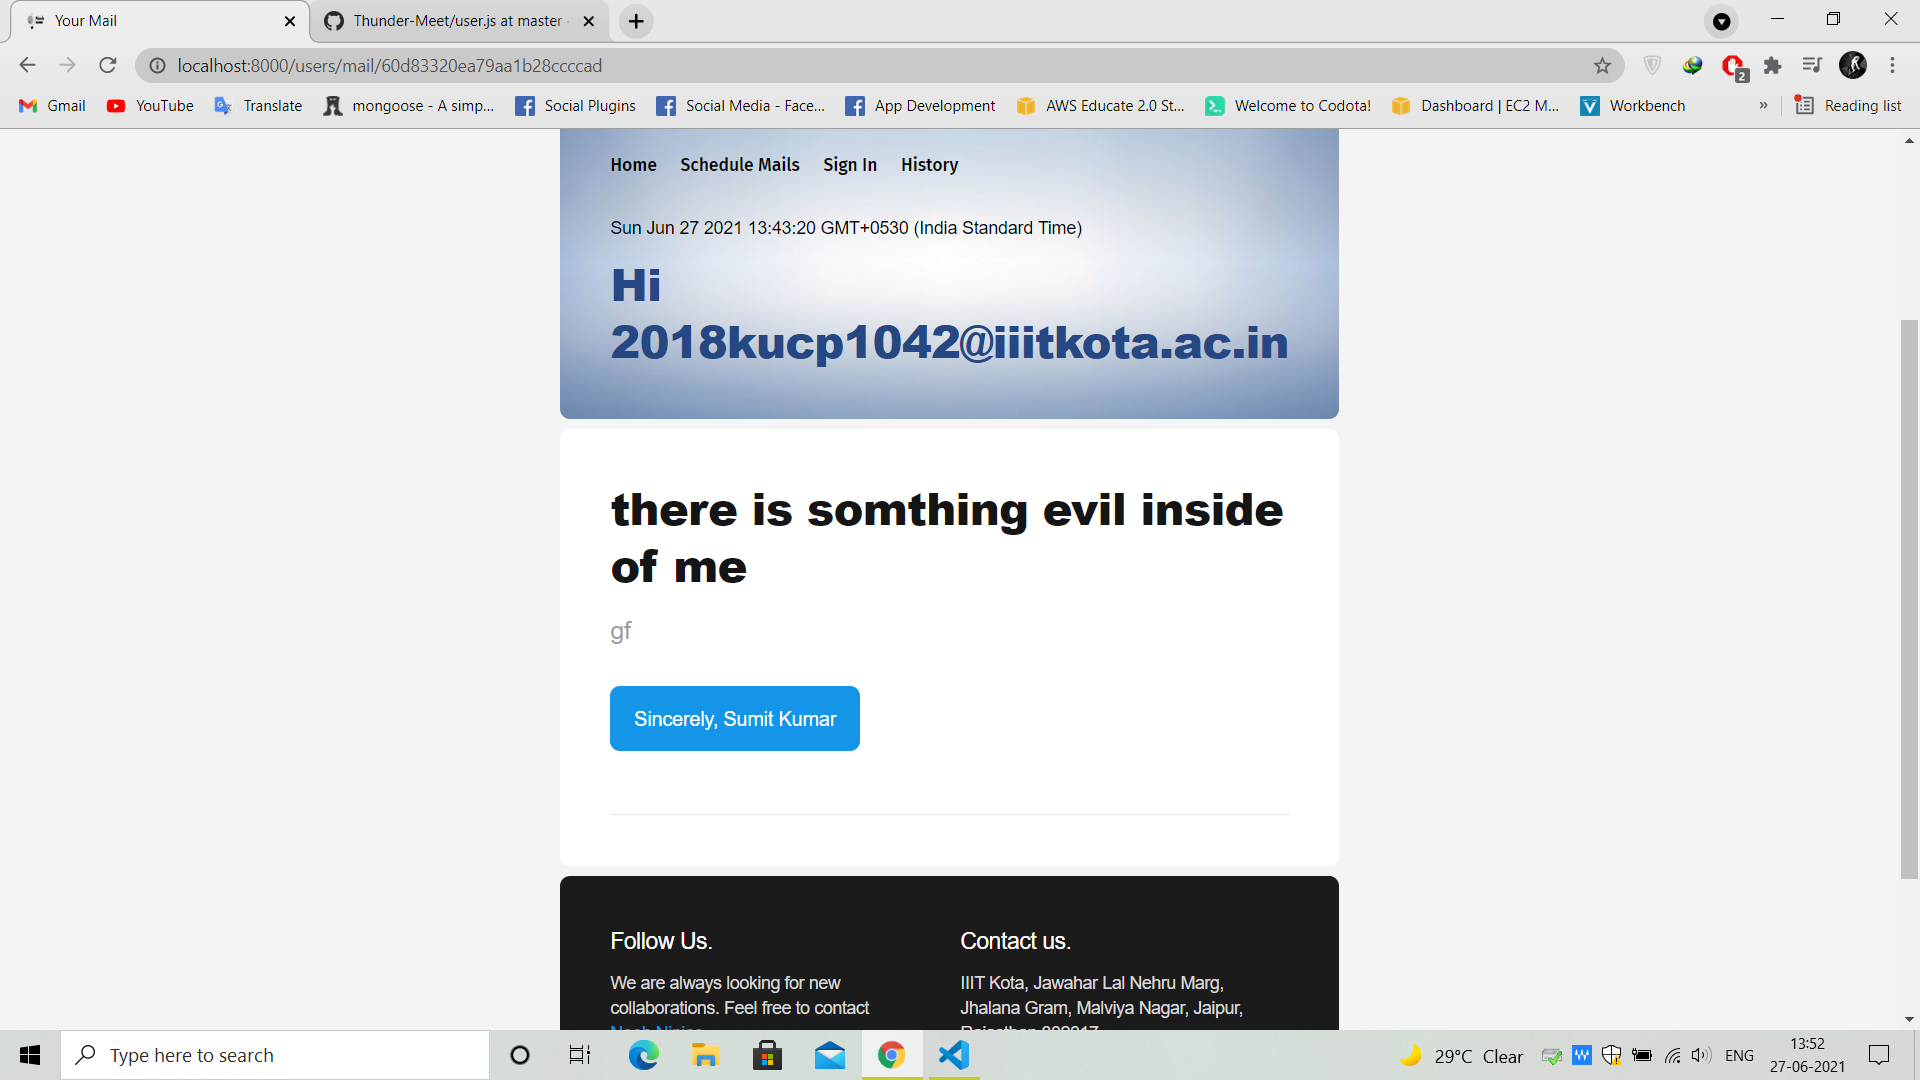 Your Mail
Thunder-Meet/user.js at master
localhost:8000/users/mail/60d83320ea79aa1b28ccccad
2
Gmail
YouTube
Translate
mongoose - A simp...
Social Plugins
Social Media - Face...
App Development
AWS Educate 2.0 St...
Welcome to Codota!
Dashboard | EC2 M...
Workbench
»
Reading list
Home Schedule Mails Sign In History
Sun Jun 27 2021 13:43:20 GMT+0530 (India Standard Time)
Hi
2018kucp1042@iiitkota.ac.in
there is somthing evil inside
of me
gf
Sincerely, Sumit Kumar
Follow Us.
We are always looking for new
collaborations. Feel free to contact
Contact us.
IIIT Kota, Jawahar Lal Nehru Marg,
Jhalana Gram, Malviya Nagar, Jaipur,
Type here to search
29°C Clear
ENG
13:52
27-06-2021